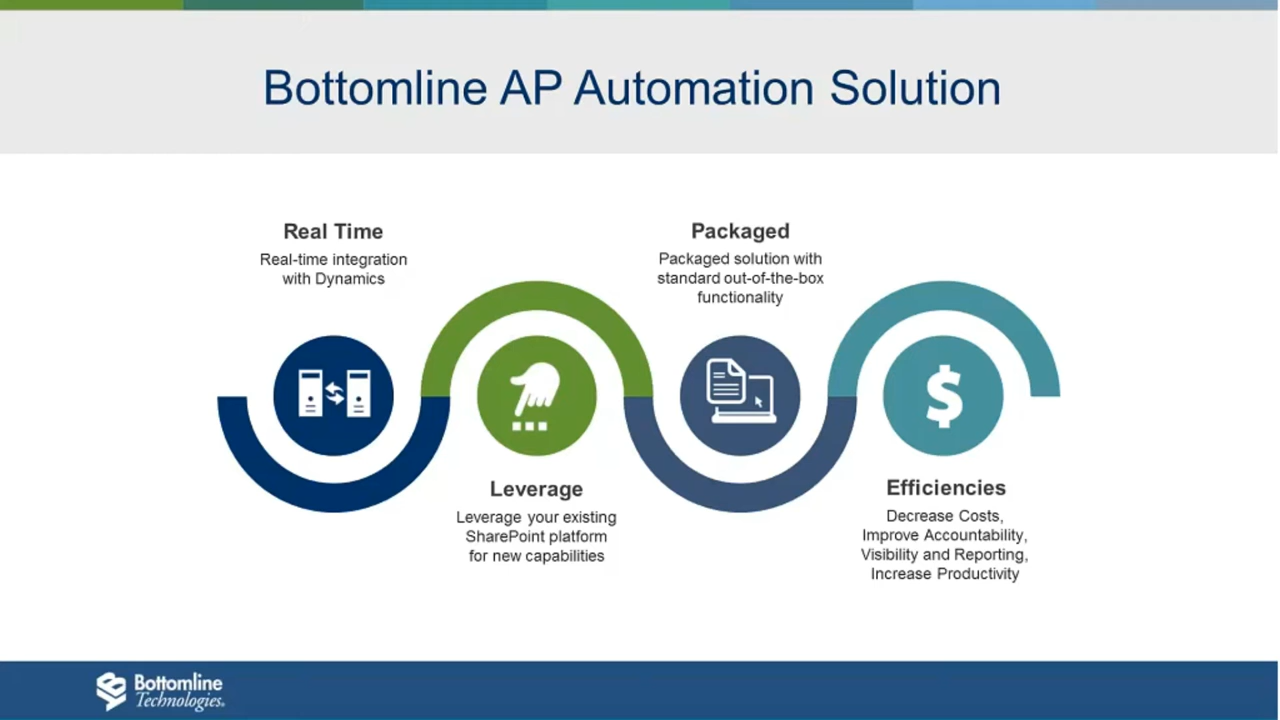 Bottomline AP Automation Solution
Real Time
Real-time integration
with Dynamics
Leverage
Leverage your existing
SharePoint platform
for new capabilities
Packaged
Packaged solution with
standard out-of-the-box
functionality
Efficiencies
Decrease Costs,
Improve Accountability,
Visibility and Reporting,
Increase Productivity
Bottomline
Technologies